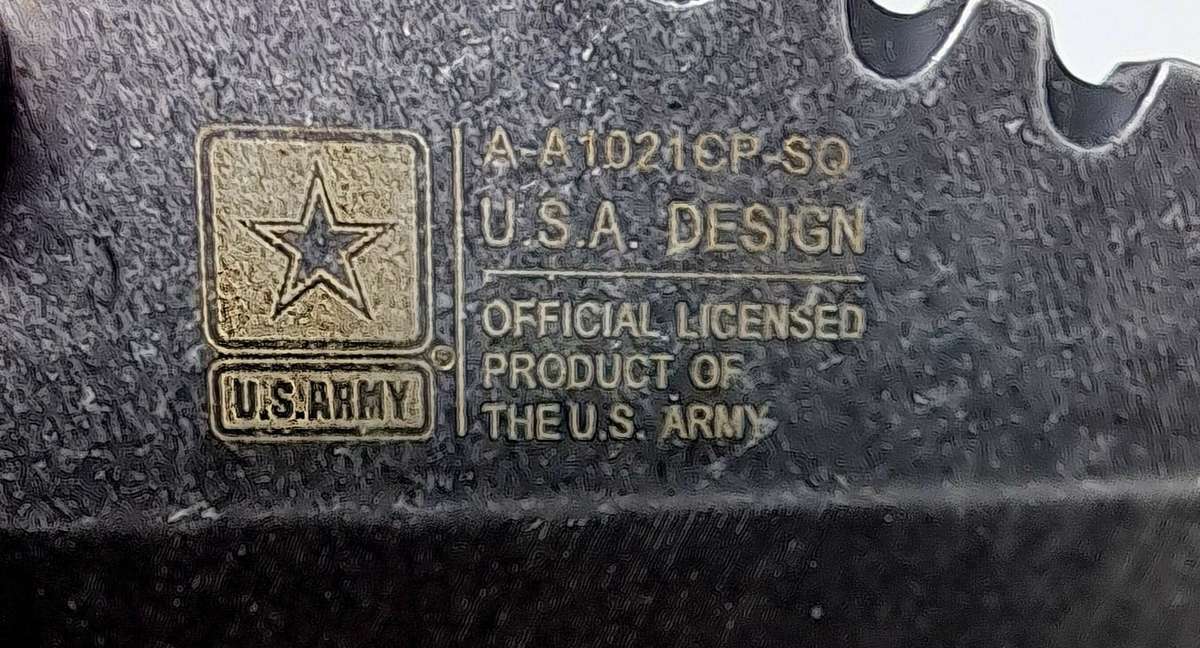 U.S.ARMY
A-A1021CP-SQ
U.S.A. DESIGN
OFFICIAL LICENSED
PRODUCT OF
THE U.S. ARMY